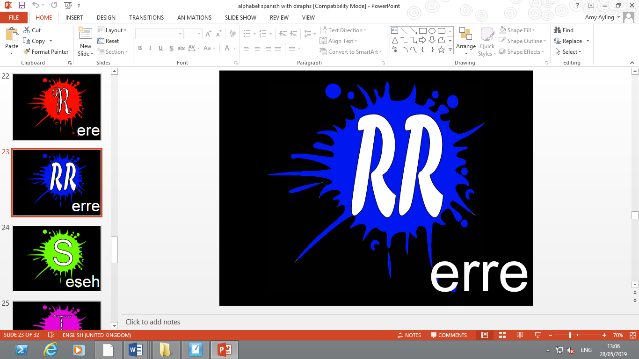 alphabet spanish with graphs [Compatibility Mode] - PowerPoint
FILE HOME INSERT DESIGN TRANSITIONS ANIMATIONS SLIDE SHOW REVIEW VIEW
Amy Ayling
Paste
Cut
Copy
Format Painter
Clipboard
New Slide
Layout
Reset
Section
Slides
Font
Text Direction
Align Text
Convert to SmartArt
Paragraph
Arrange
Quick Styles
Shape Fill
Shape Outline
Shape Effects
Drawing
Find
Replace
Select
Editing
22
R
ere
23
RR
erre
24
S
eseh
25
T
RR
erre
Click to add notes
SLIDE 23 OF 32 ENGLISH (UNITED KINGDOM) NOTES COMMENTS 70%
ENG
13:06
28/05/2019